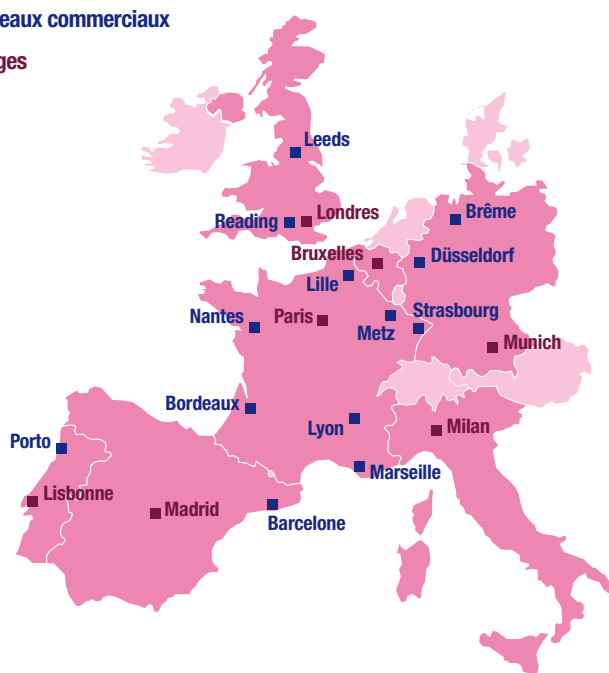 eaux commerciaux
ges
Leeds
Reading
Londres
Brême
Bruxelles
Düsseldorf
Lille
Nantes
Paris
Strasbourg
Metz
Munich
Bordeaux
Lyon
Milan
Porto
Marseille
Lisbonne
Madrid
Barcelone